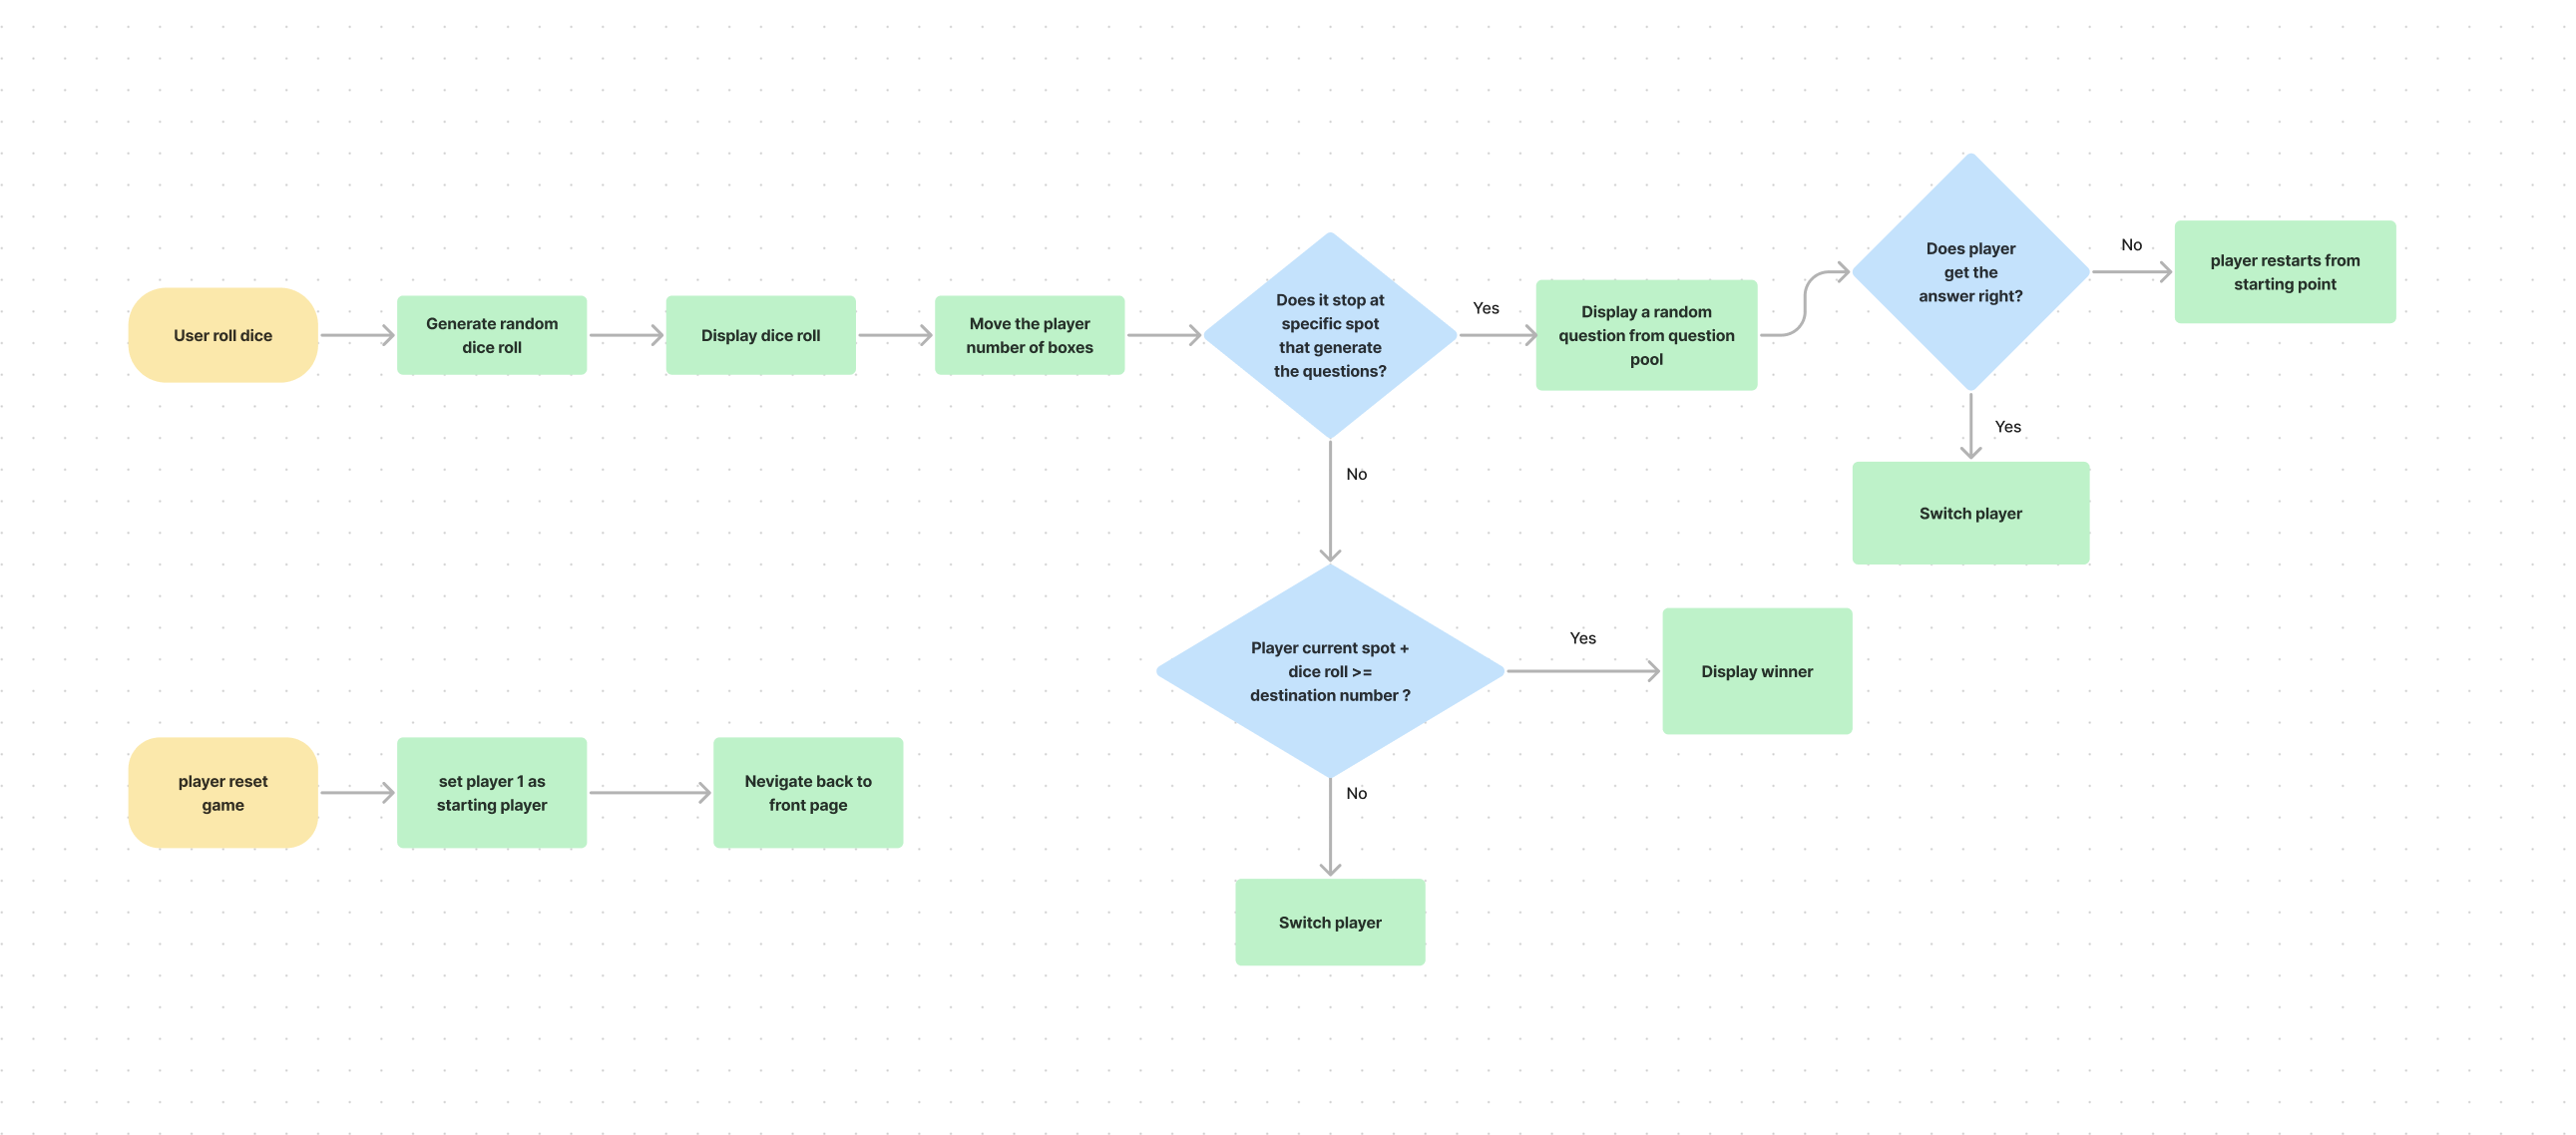 User roll dice
Generate random
dice roll
Display dice roll
Move the player
number of boxes
Does it stop at
specific spot
that generate
the questions?
Yes
Display a random
question from question
pool
Does player
get the
answer right?
No
player restarts from
starting point
Yes
Switch player
No
Player current spot +
dice roll >=
destination number ?
Yes
Display winner
No
Switch player
player reset
game
set player 1 as
starting player
Nevigate back to
front page